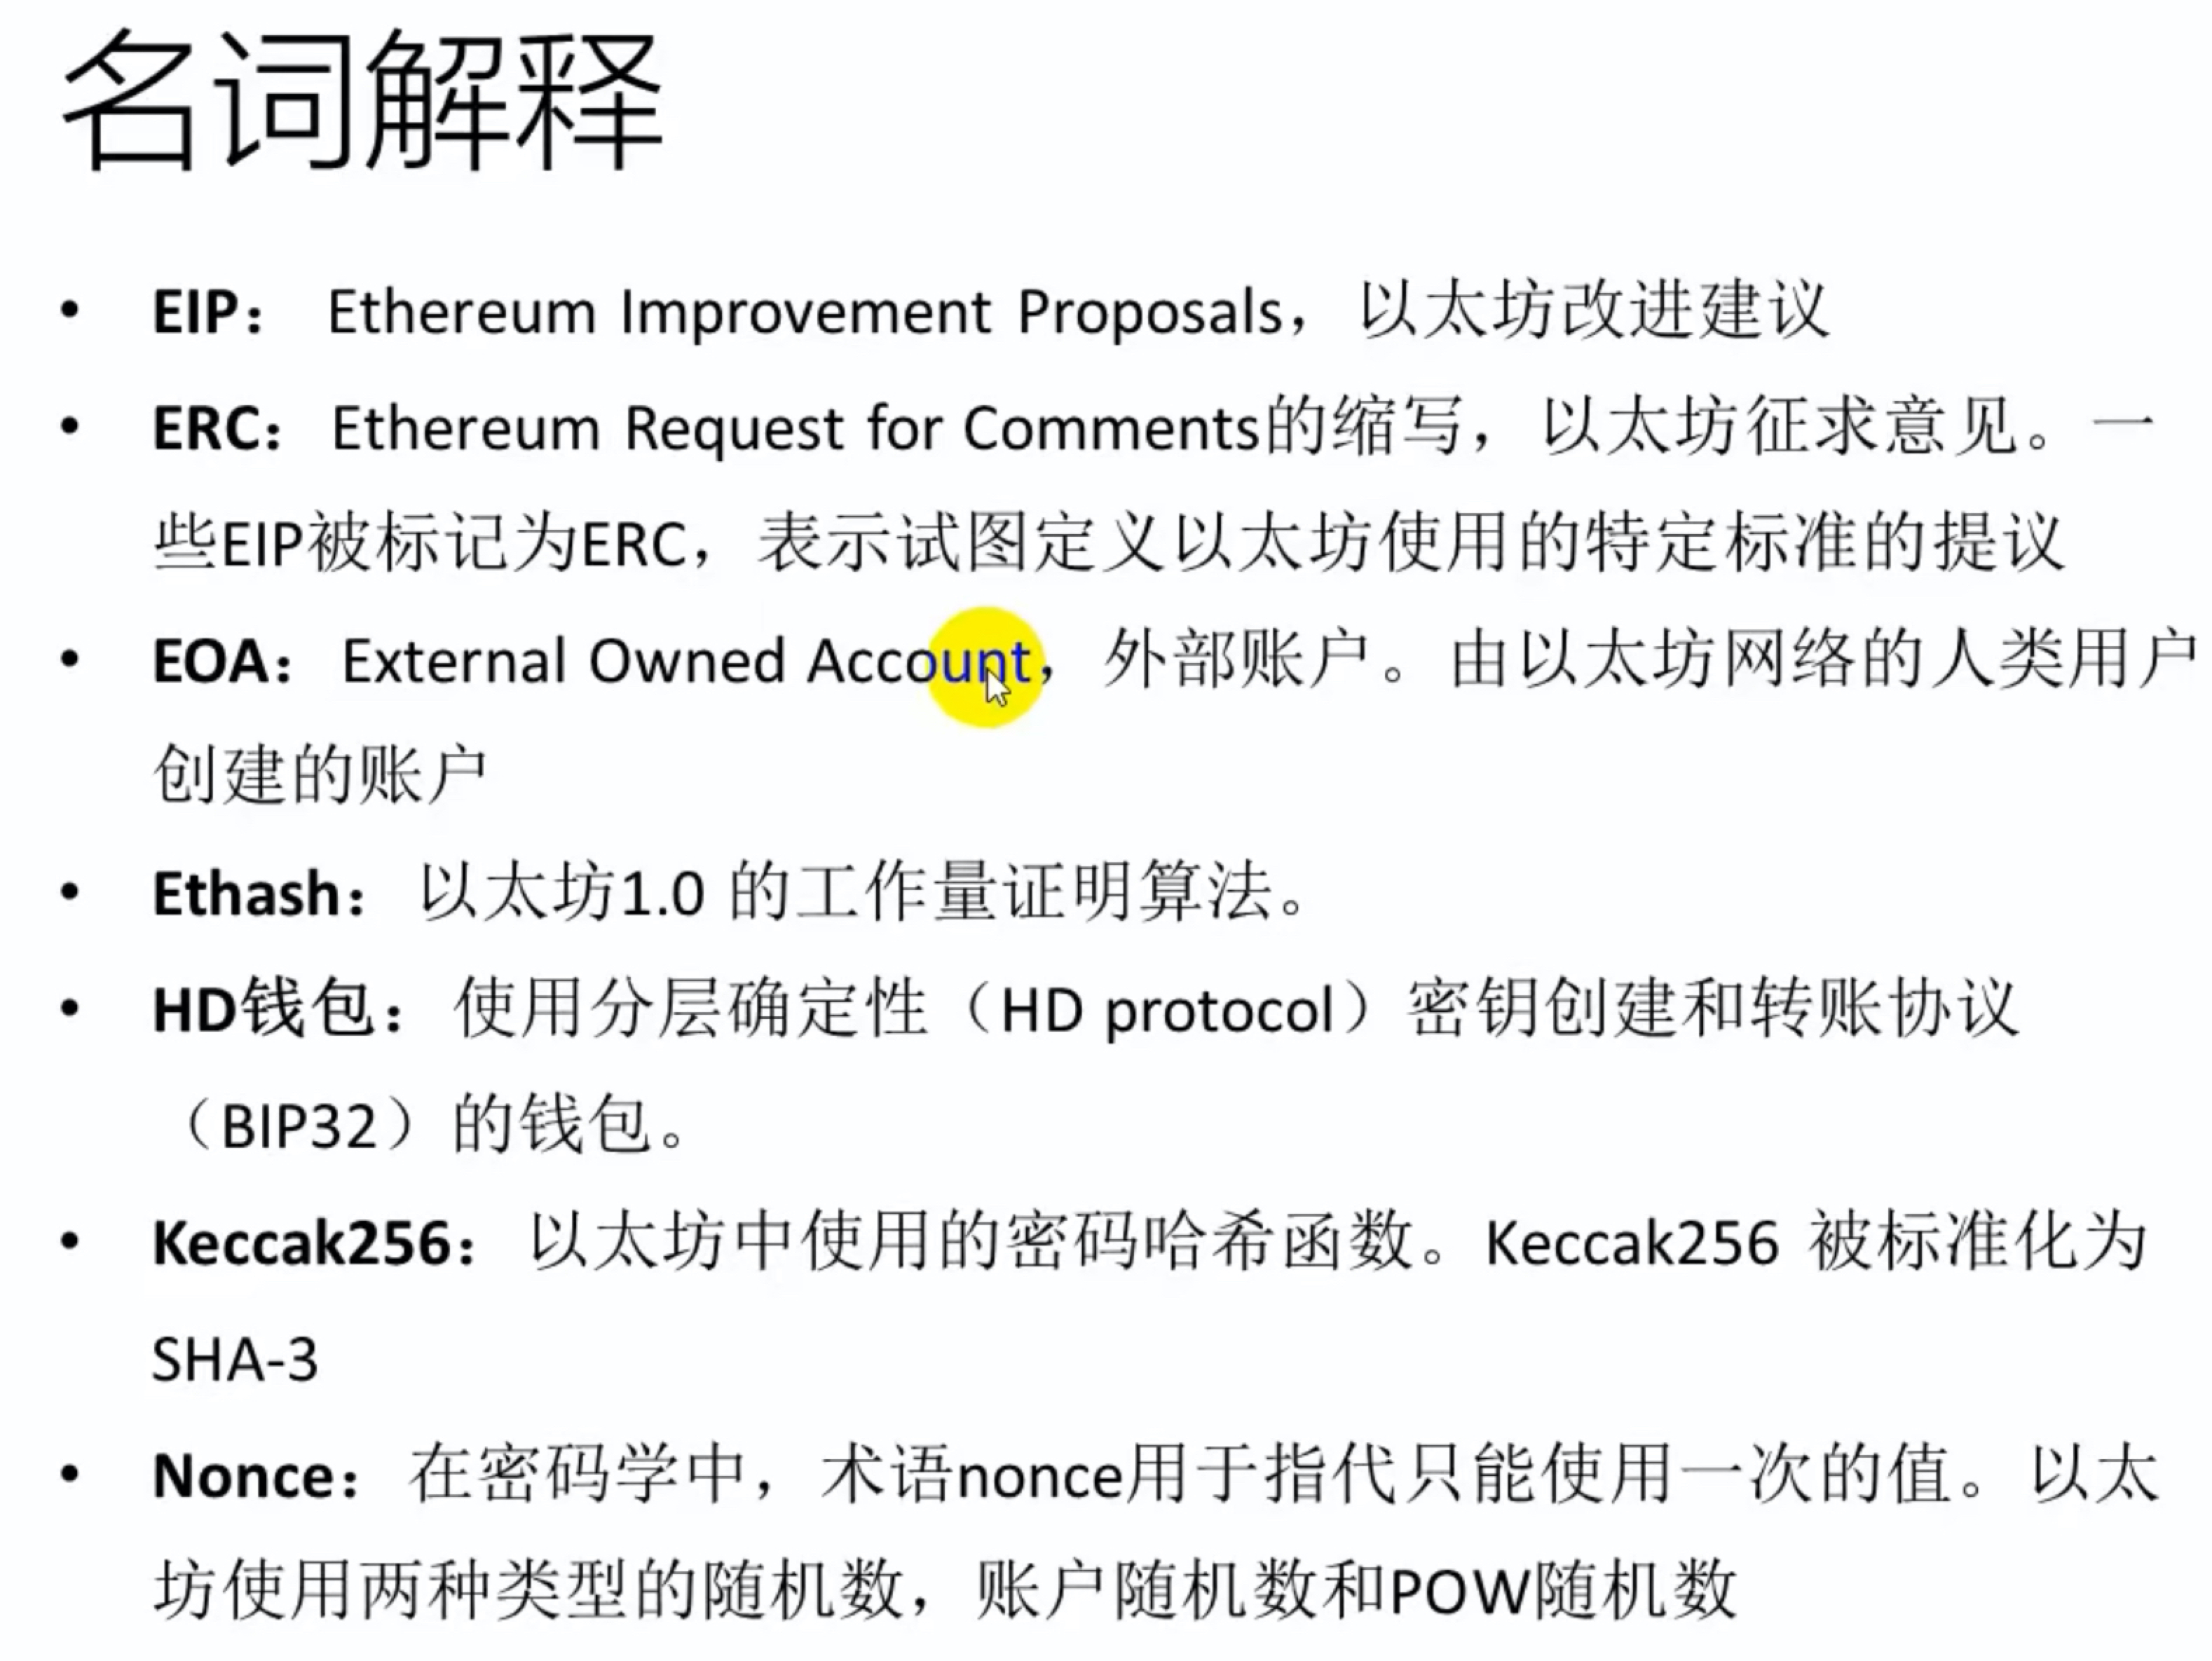 名词解释
• EIP： Ethereum Improvement Proposals，以太坊改进建议
• ERC： Ethereum Request for Comments的缩写，以太坊征求意见。一
些EIP被标记为ERC，表示试图定义以太坊使用的特定标准的提议
• EOA： External Owned Account，外部账户。由以太坊网络的人类用户
创建的账户
• Ethash： 以太坊1.0 的工作量证明算法。
• HD钱包：使用分层确定性（HD protocol）密钥创建和转账协议
（BIP32）的钱包。
• Keccak256： 以太坊中使用的密码哈希函数。Keccak256 被标准化为
SHA-3
• Nonce：在密码学中，术语nonce用于指代只能使用一次的值。以太
坊使用两种类型的随机数，账户随机数和POW随机数